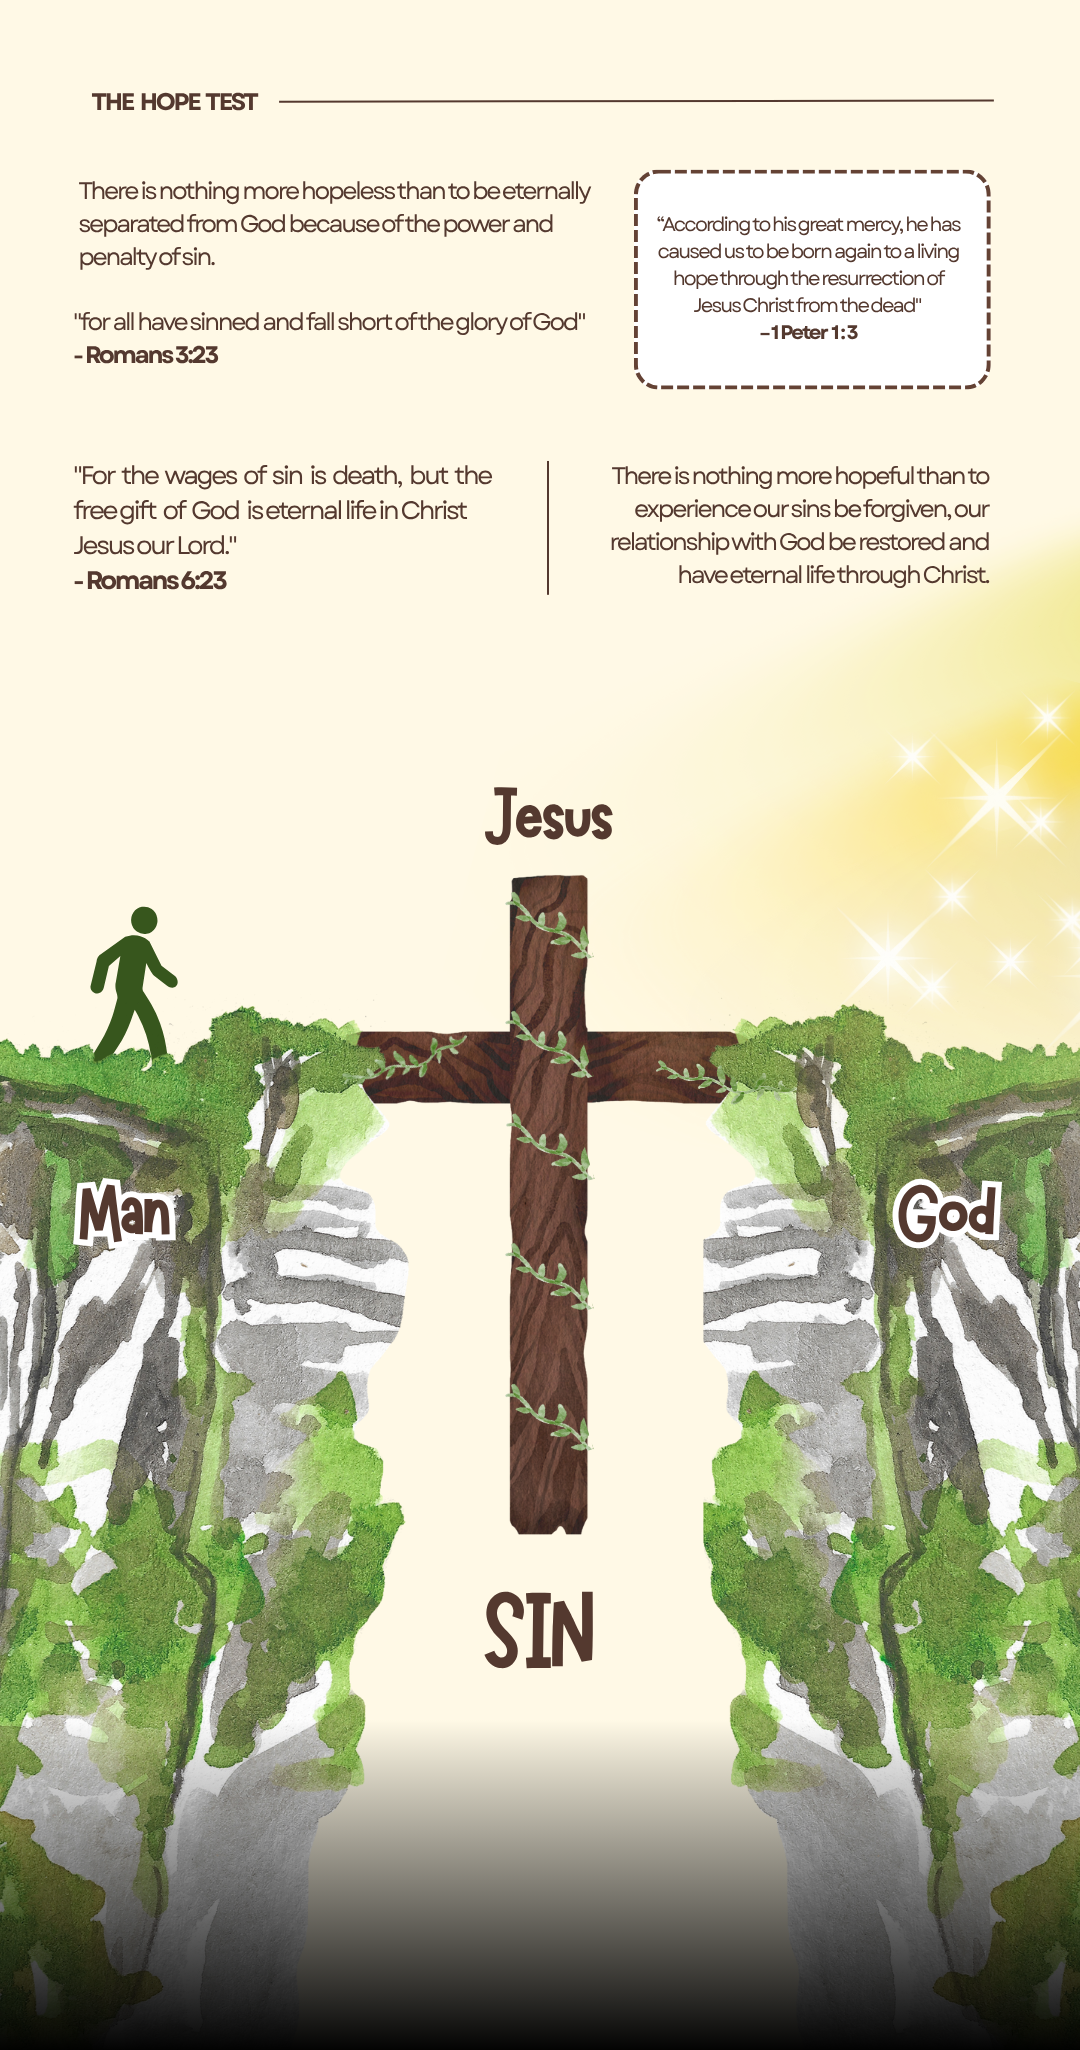 THE HOPE TEST
There is nothing more hopeless than to be eternally
separated from God because of the power and
penalty of sin.
"for all have sinned and fall short of the glory of God"
- Romans 3:23
“According to his great mercy, he has
caused us to be born again to a living
hope through the resurrection of
Jesus Christ from the dead"
– 1 Peter 1:3
"For the wages of sin is death, but the
free gift of God is eternal life in Christ
Jesus our Lord."
- Romans 6:23
There is nothing more hopeful than to
experience our sins be forgiven, our
relationship with God be restored and
have eternal life through Christ.
Jesus
Man
God
SIN